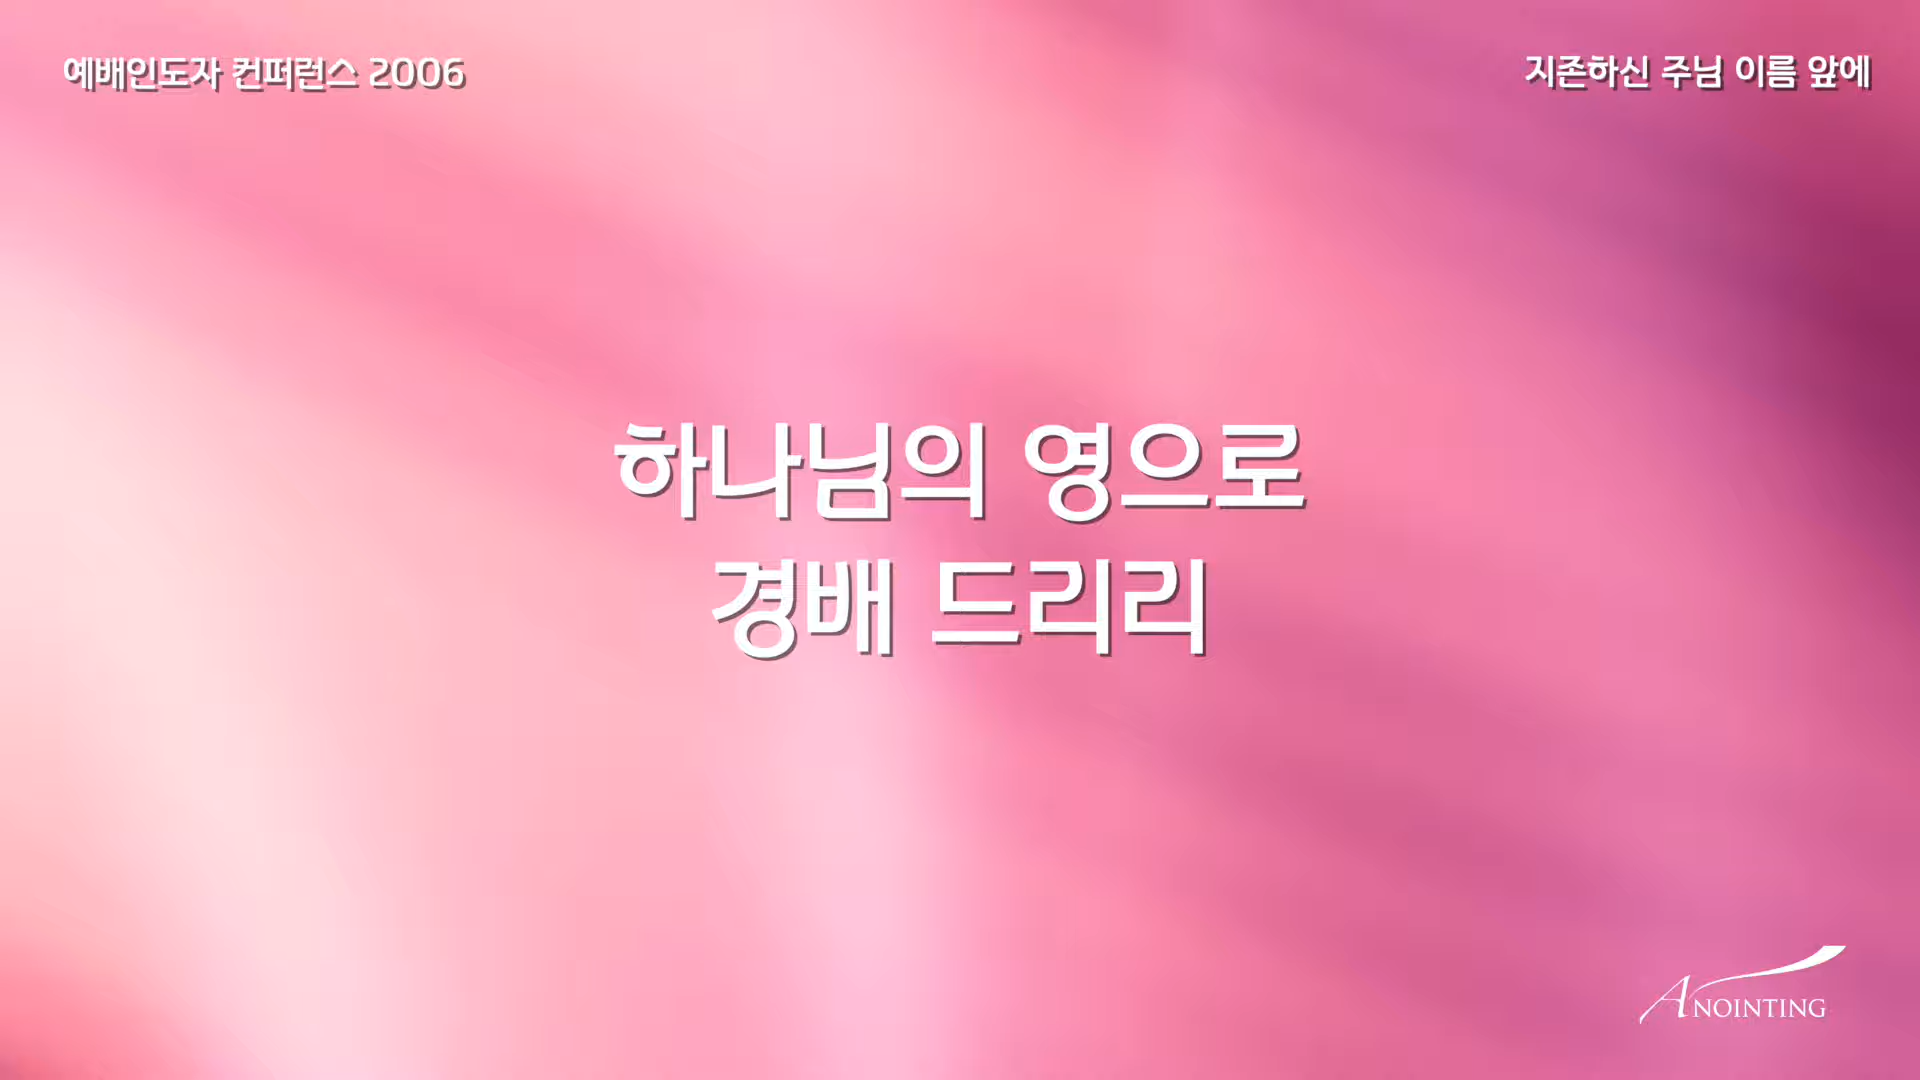 예배인도자 컨퍼런스 2006
지존하신 주님 이름 앞에
하나님의 영으로
경배 드리리
ANOINTING